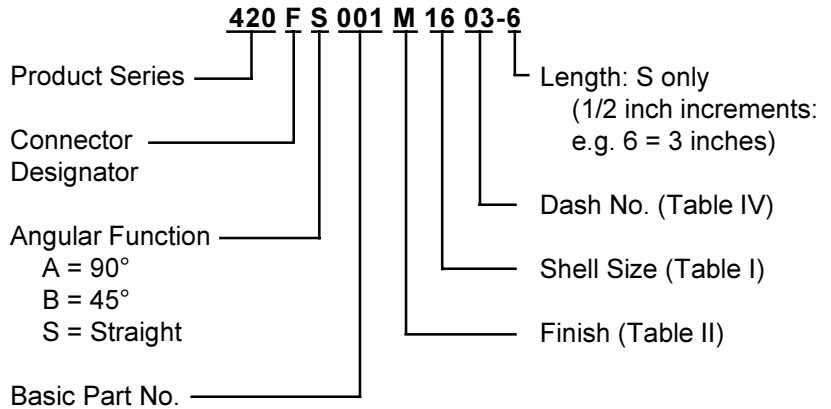 420 F S 001 M 16 03-6
Product Series
Connector
Designator
Angular Function
A = 90°
B = 45°
S = Straight
Basic Part No.
Length: S only
(1/2 inch increments:
e.g. 6 = 3 inches)
Dash No. (Table IV)
Shell Size (Table I)
Finish (Table II)